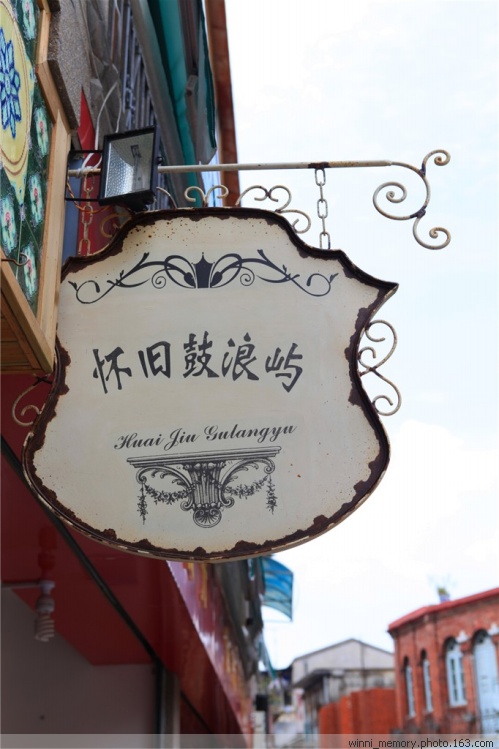 怀旧鼓浪屿
Huai Jiu Gulangyu
winni_memory.photo.163.com